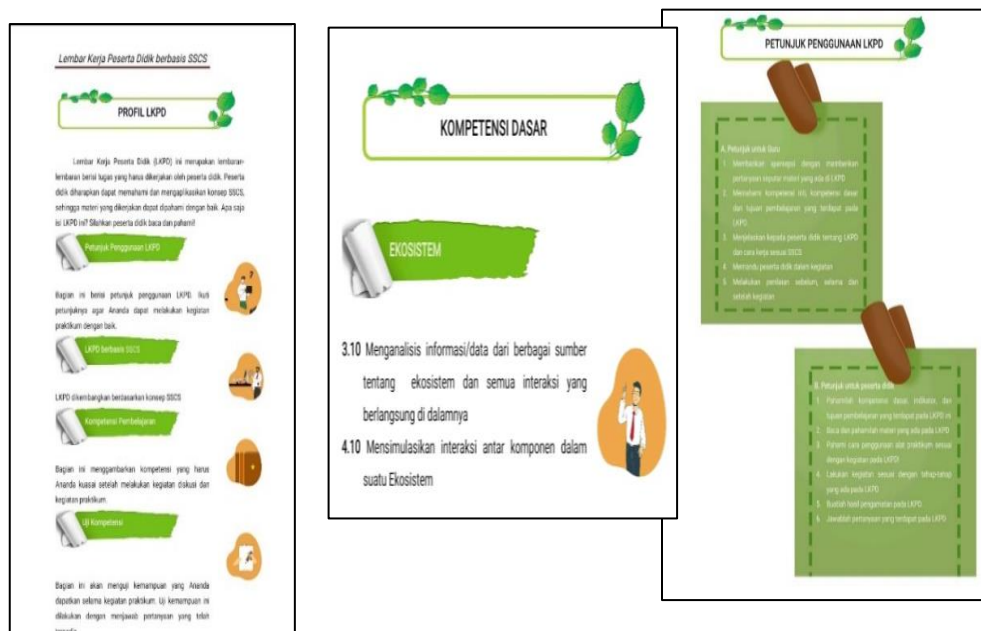 Lembar Kerja Peserta Didik berbasis SSCS
PROFIL LKPD
Lembar Kerja Peserta Didik (LKPD) ini merupakan lembaran-
lembaran berisi tugas yang harus dikerjakan oleh peserta didik. Peserta
didik diharapkan dapat memahami dan mengaplikasikan konsep SSCS,
sehingga materi yang dikerjakan dapat dipahami dengan baik. Apa saja
isi LKPD ini? Silahkan peserta didik baca dan pahami!
Petunjuk Penggunaan LKPD
Bagian ini berisi petunjuk penggunaan LKPD. Ikuti
petunjuknya agar Ananda dapat melakukan kegiatan
praktikum dengan baik.
LKPD berbasis SSCS
LKPD dikembangkan berdasarkan konsep SSCS
Kompetensi Pembelajaran
Bagian ini menggambarkan kompetensi yang harus
Ananda kuasai setelah melakukan kegiatan diskusi dan
kegiatan praktikum.
Uji Kompetensi
Bagian ini akan menguji kemampuan yang Ananda
dapatkan selama kegiatan praktikum. Uji kemampuan ini
dilakukan dengan menjawab pertanyaan yang telah
KOMPETENSI DASAR
EKOSISTEM
3.10 Menganalisis informasi/data dari berbagai sumber
tentang ekosistem dan semua interaksi yang
berlangsung di dalamnya
4.10 Mensimulasikan interaksi antar komponen dalam
suatu Ekosistem
PETUNJUK PENGGUNAAN LKPD
A. Petunjuk untuk Guru
1. Memberikan apersepsi dengan memberikan
pertanyaan seputar materi yang ada di LKPD
2. Memahami kompetensi inti, kompetensi dasar
dan tujuan pembelajaran yang terdapat pada
LKPD
3. Menjelaskan kepada peserta didik tentang LKPD
dan cara kerja sesuai SSCS
4. Memandu peserta didik dalam kegiatan
5. Melakukan penilaian sebelum, selama dan
setelah kegiatan
B. Petunjuk untuk peserta didik
1. Pahamilah kompetensi dasar, indikator, dan
tujuan pembelajaran yang terdapat pada LKPD ini
2. Baca dan pahamilah materi yang ada pada LKPD
3. Pahami cara penggunaan alat praktikum sesuai
dengan kegiatan pada LKPD!
4. Lakukan kegiatan sesuai dengan tahap-tahap
yang ada pada LKPD
5. Buatlah hasil pengamatan pada LKPD
6. Jawablah pertanyaan yang terdapat pada LKPD